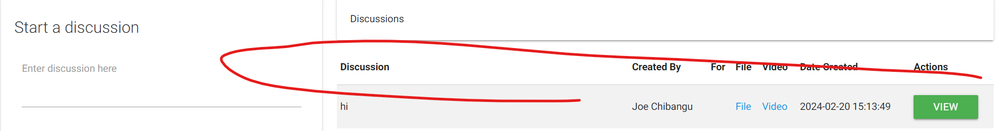 Start a discussion
Enter discussion here
Discussions
Discussion Created By For File Video Date Created Actions
hi Joe Chibangu File Video 2024-02-20 15:13:49 VIEW